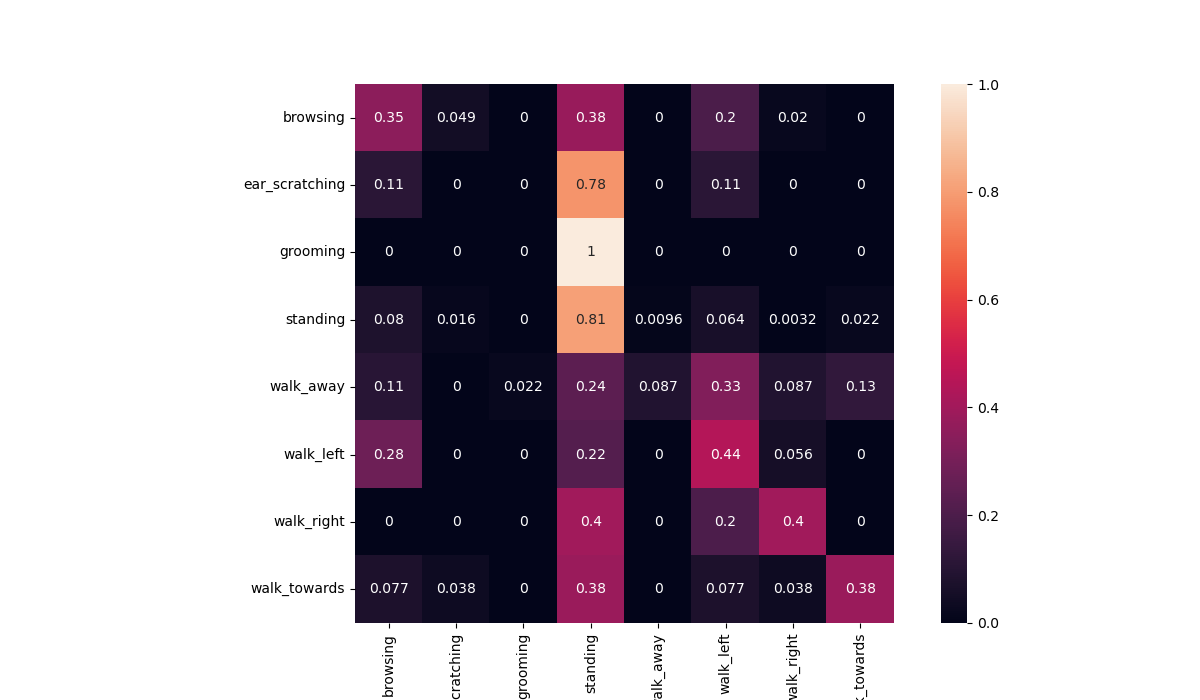 browsing 0.35 0.049 0 0.38 0 0.2 0.02 0
ear_scratching 0.11 0 0 0.78 0 0.11 0 0
grooming 0 0 0 1 0 0 0 0
standing 0.08 0.016 0 0.81 0.0096 0.064 0.0032 0.022
walk_away 0.11 0 0.022 0.24 0.087 0.33 0.087 0.13
walk_left 0.28 0 0 0.22 0 0.44 0.056 0
walk_right 0 0 0 0.4 0 0.2 0.4 0
walk_towards 0.077 0.038 0 0.38 0 0.077 0.038 0.38
browsing
cratching
grooming
standing
alk_away
walk_left
walk_right
_towards
1.0
0.8
0.6
0.4
0.2
0.0